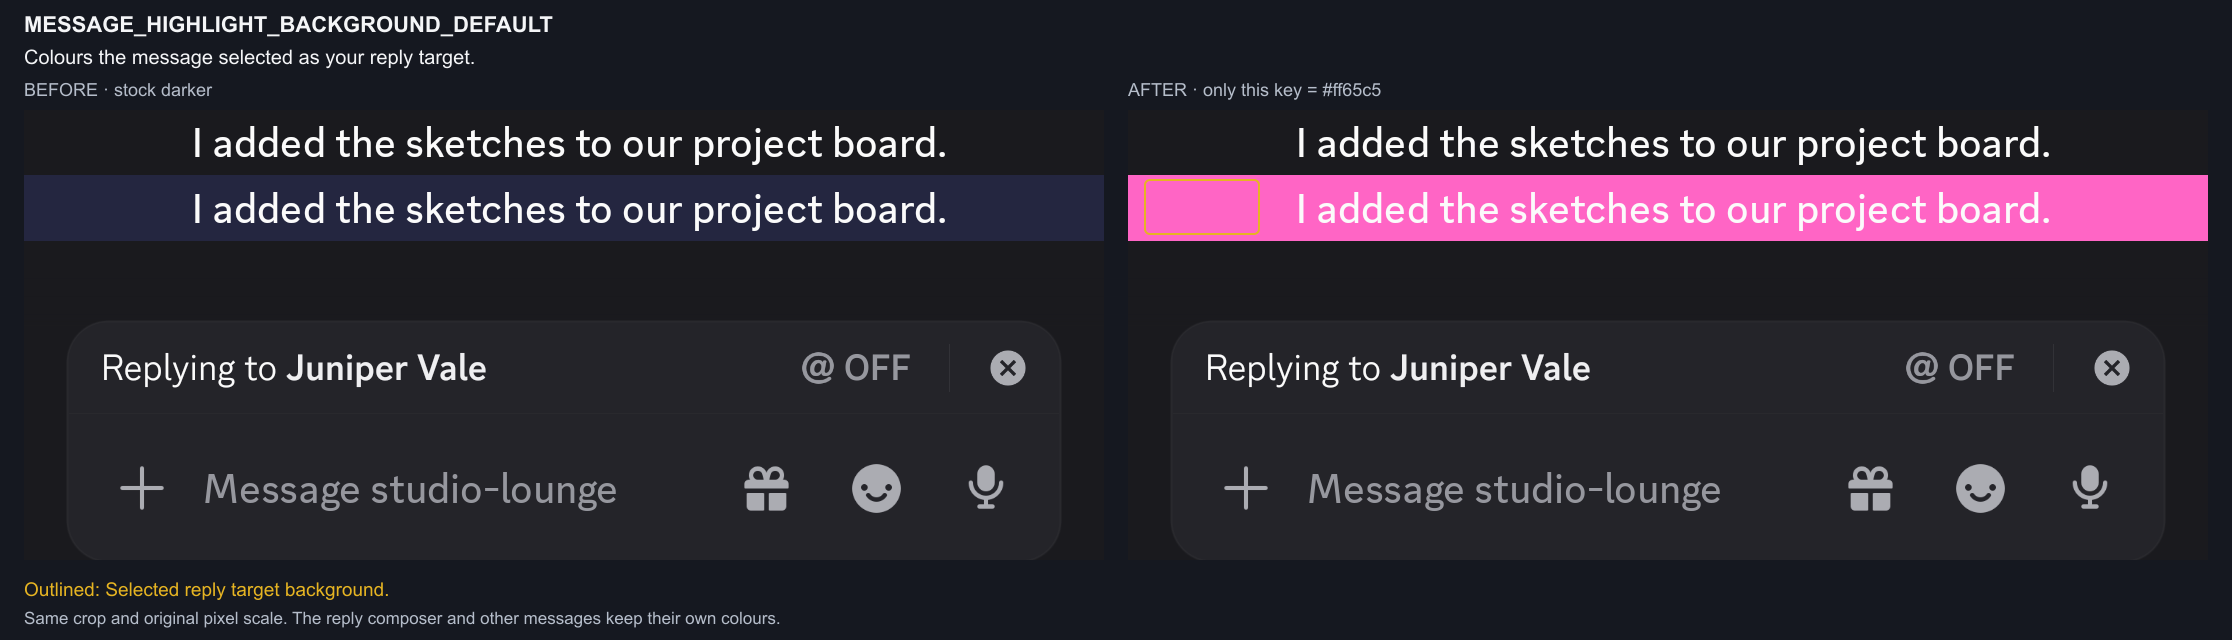 MESSAGE_HIGHLIGHT_BACKGROUND_DEFAULT
Colours the message selected as your reply target.
BEFORE · stock darker
I added the sketches to our project board.
I added the sketches to our project board.
Replying to Juniper Vale @ OFF
Message studio-lounge
AFTER · only this key = #ff65c5
I added the sketches to our project board.
I added the sketches to our project board.
Replying to Juniper Vale @ OFF
Message studio-lounge
Outlined: Selected reply target background.
Same crop and original pixel scale. The reply composer and other messages keep their own colours.